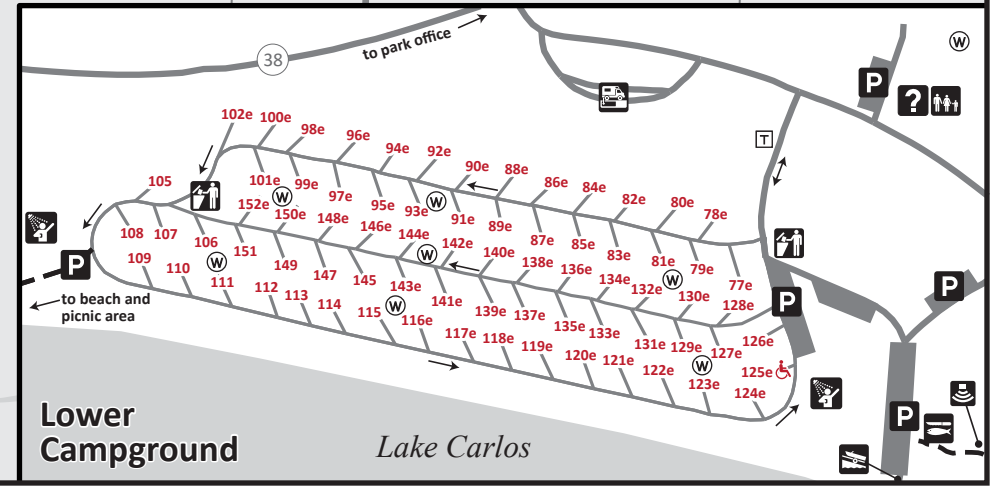 38
to park office
W
P
?
T
102e 100e 98e 96e 94e 92e 90e 88e 86e 84e 82e 80e 78e
101e 99e 97e 95e 93e 91e 89e 87e 85e 83e 81e 79e 77e
W
W
W
105
152e 150e 148e 146e 144e 142e 140e 138e 136e 134e 132e 130e 128e
W
108 107 106 151 149 147 145 143e 141e 139e 137e 135e 133e 131e 129e 127e 126e
W
W
W
109 110 111 112 113 114 115 116e 117e 118e 119e 120e 121e 122e 123e 124e 125e
P
P
P
P
to beach and
picnic area
Lower
Campground
Lake Carlos